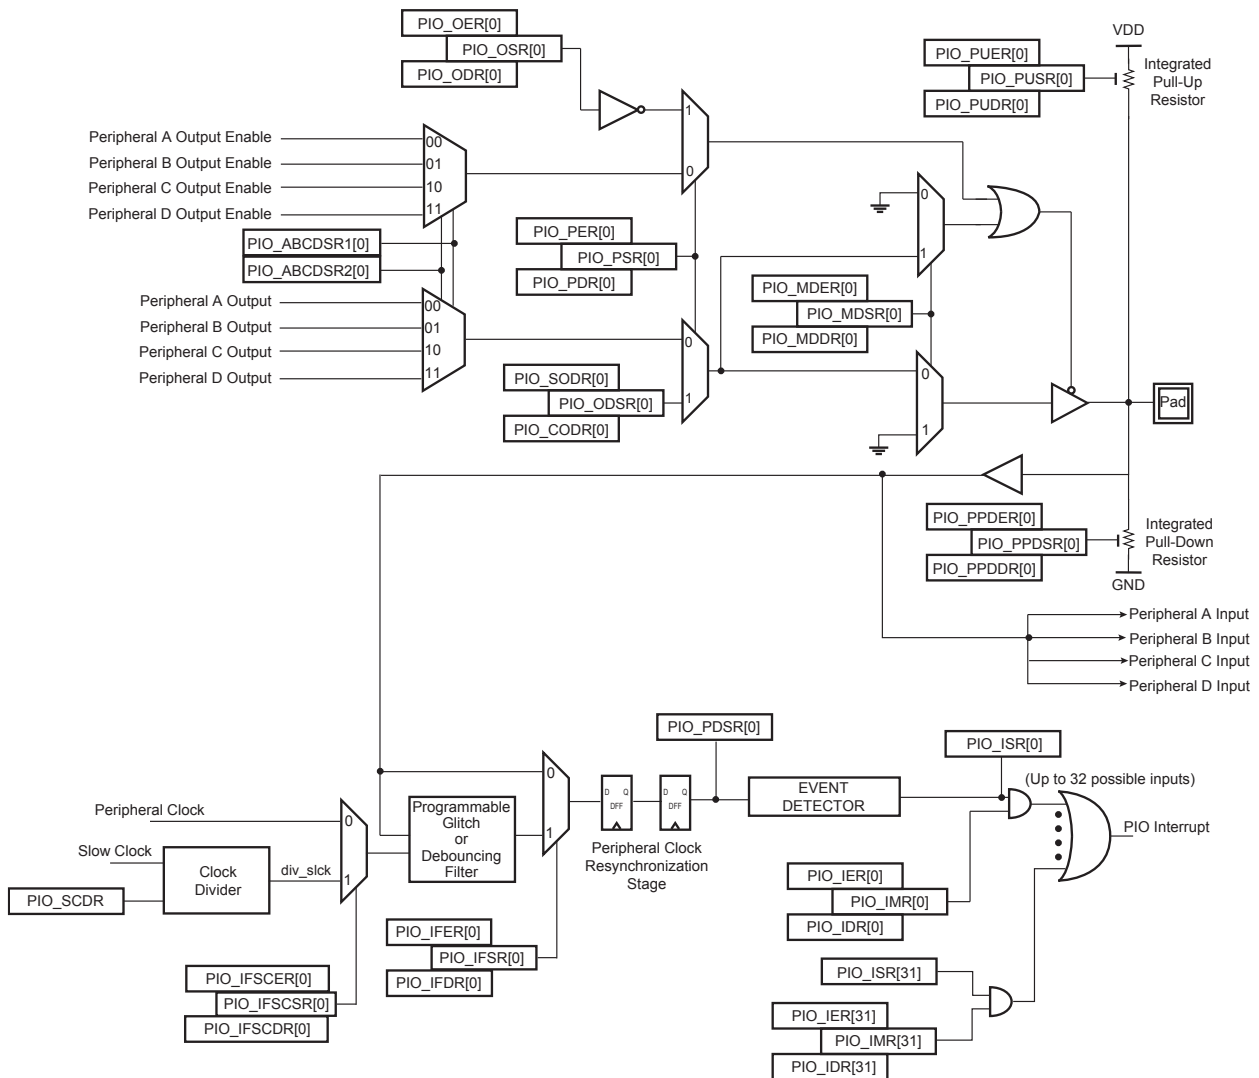 PIO_OER[0]
PIO_OSR[0]
PIO_ODR[0]
VDD
PIO_PUER[0]
PIO_PUSR[0]
PIO_PUDR[0]
Integrated
Pull-Up
Resistor
1
0
Peripheral A Output Enable
Peripheral B Output Enable
Peripheral C Output Enable
Peripheral D Output Enable
00
01
10
11
PIO_ABCDSR1[0]
PIO_ABCDSR2[0]
PIO_PER[0]
PIO_PSR[0]
PIO_PDR[0]
0
1
Peripheral A Output
Peripheral B Output
Peripheral C Output
Peripheral D Output
00
01
10
11
PIO_MDER[0]
PIO_MDSR[0]
PIO_MDDR[0]
0
1
PIO_SODR[0]
PIO_ODSR[0]
PIO_CODR[0]
0
1
Pad
PIO_PPDER[0]
PIO_PPDSR[0]
PIO_PPDDR[0]
Integrated
Pull-Down
Resistor
GND
Peripheral A Input
Peripheral B Input
Peripheral C Input
Peripheral D Input
PIO_PDSR[0]
PIO_ISR[0]
(Up to 32 possible inputs)
Peripheral Clock
Slow Clock
Clock
Divider
div_slck
PIO_SCDR
0
1
Programmable
Glitch
or
Debouncing
Filter
0
1
D Q
DFF
D Q
DFF
Peripheral Clock
Resynchronization
Stage
EVENT
DETECTOR
PIO Interrupt
PIO_IER[0]
PIO_IMR[0]
PIO_IDR[0]
PIO_IFER[0]
PIO_IFSR[0]
PIO_IFDR[0]
PIO_IFSCER[0]
PIO_IFSCSR[0]
PIO_IFSCDR[0]
PIO_ISR[31]
PIO_IER[31]
PIO_IMR[31]
PIO_IDR[31]